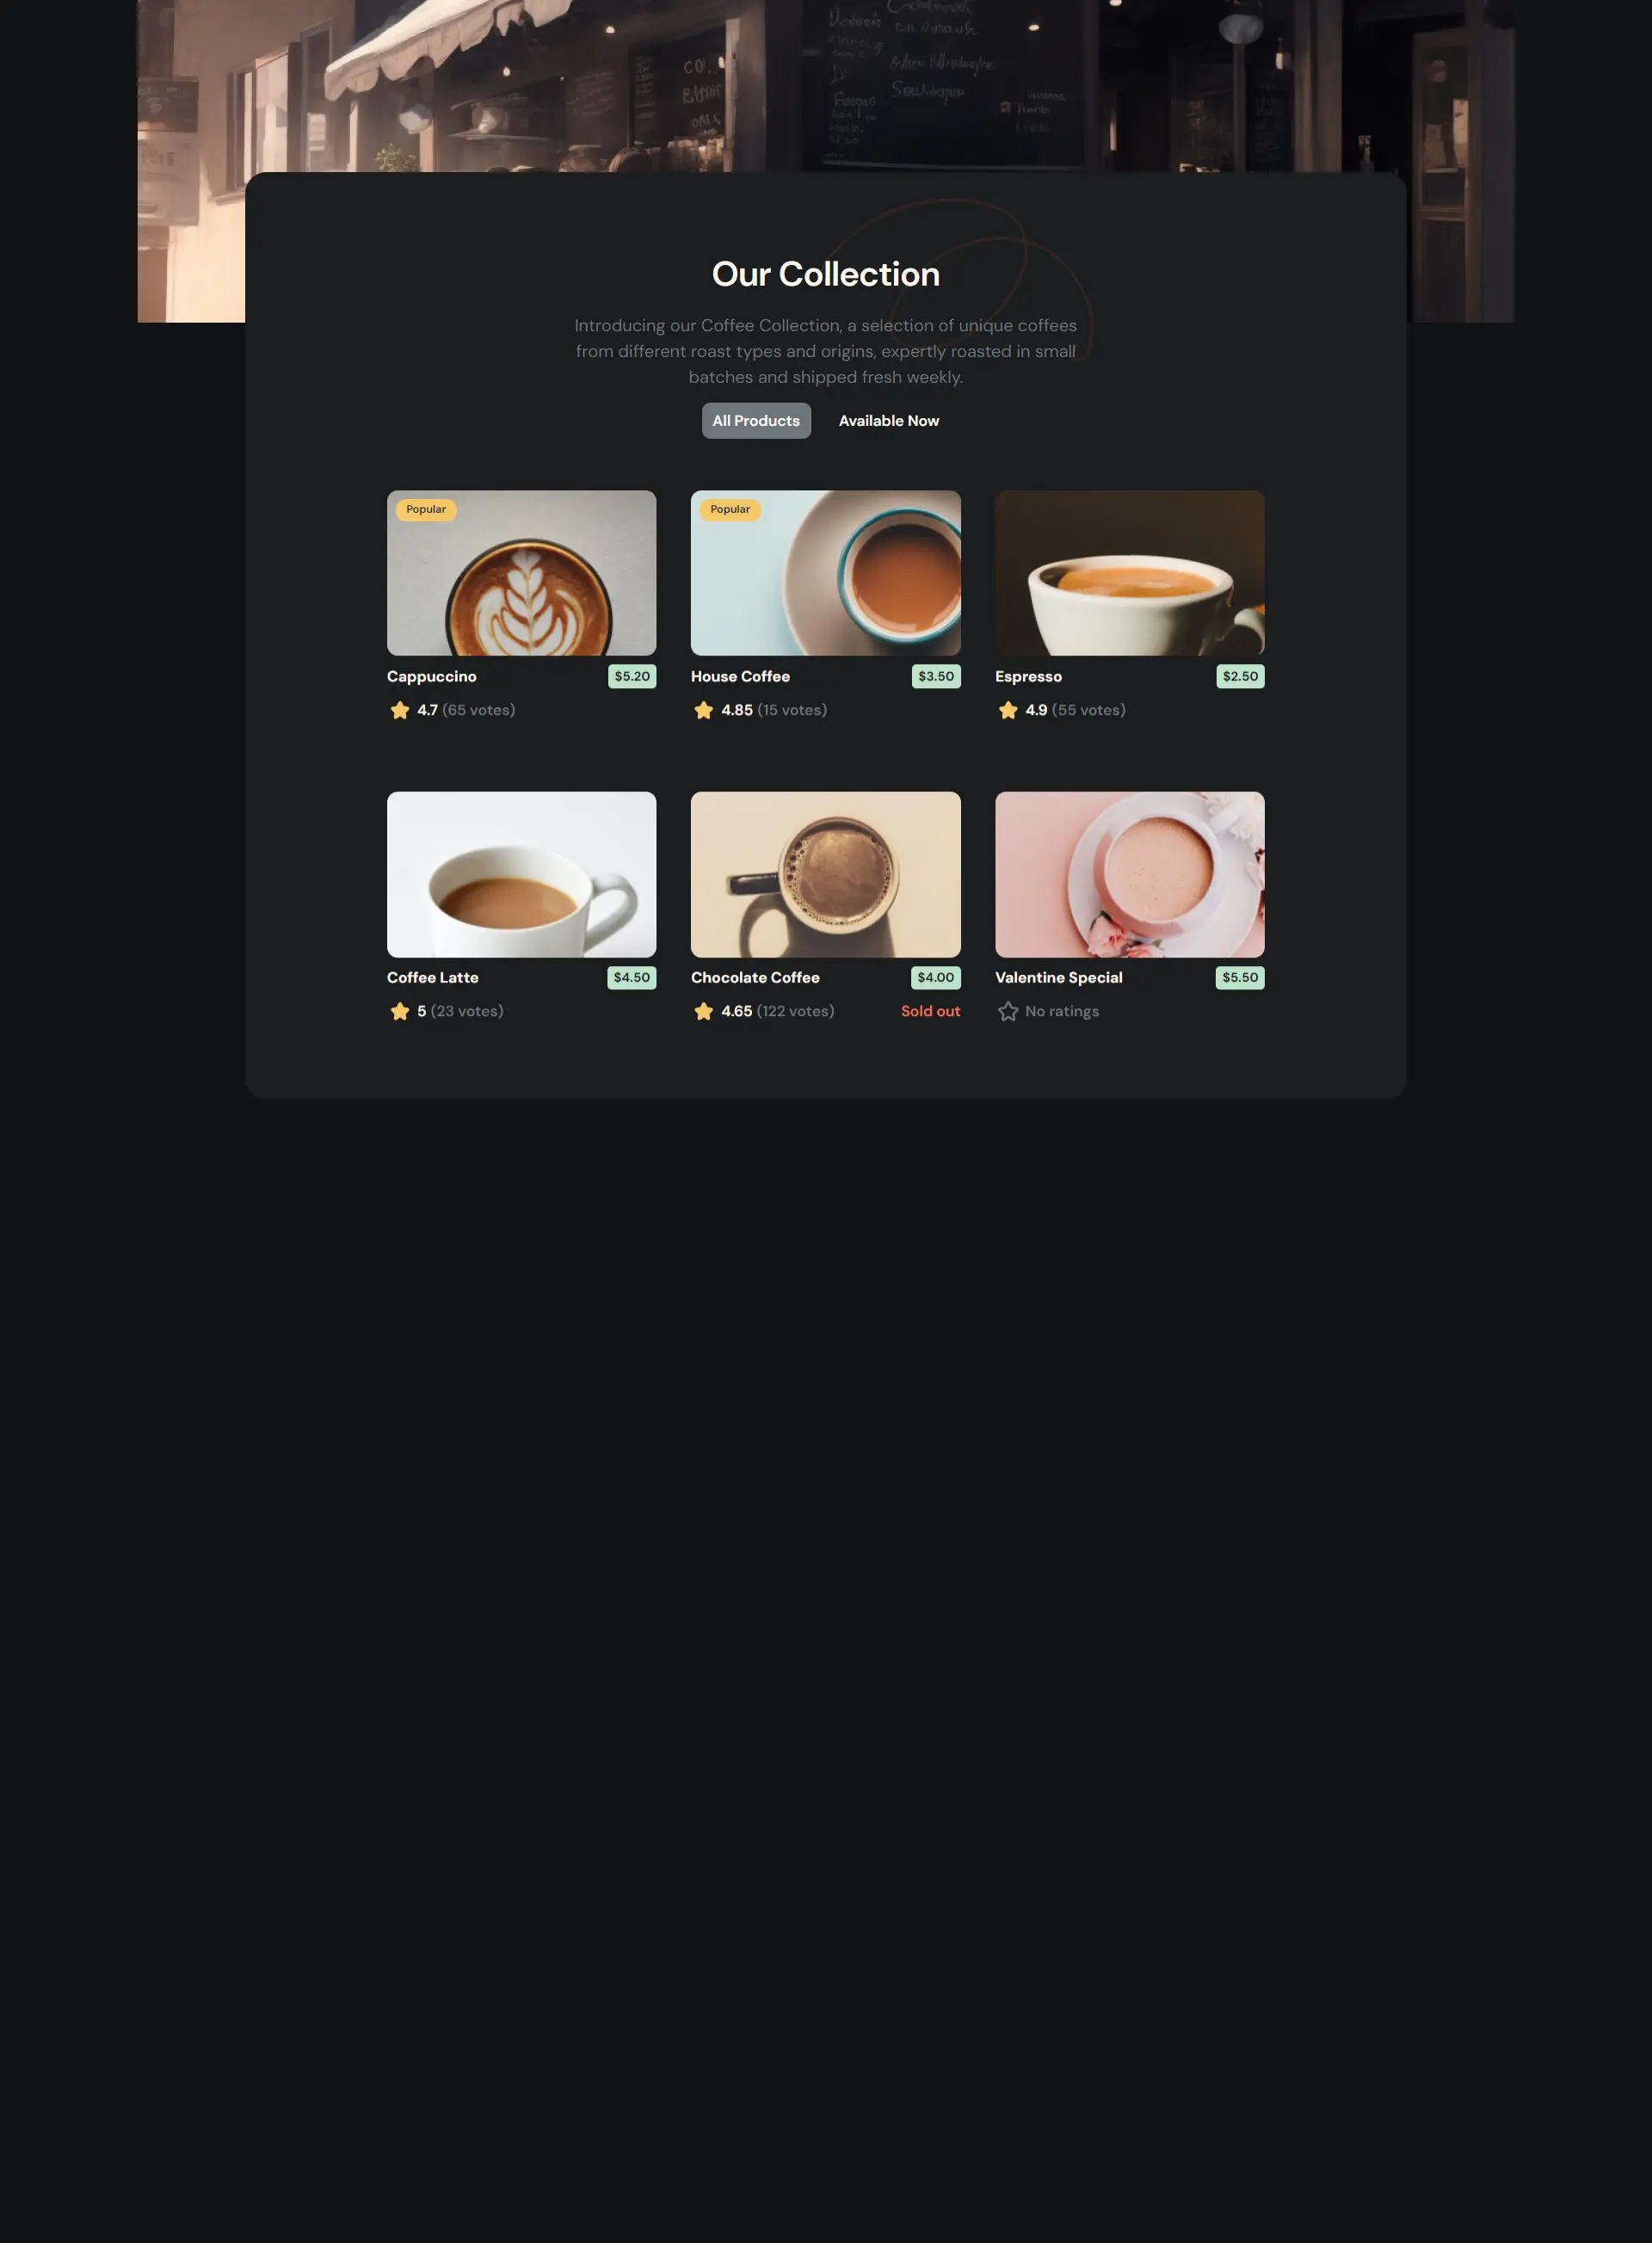 Our Collection
Introducing our Coffee Collection, a selection of unique coffees
from different roast types and origins, expertly roasted in small
batches and shipped fresh weekly.
All Products Available Now
Popular Popular
Cappuccino $5.20 House Coffee $3.50 Espresso $2.50
4.7 (65 votes) 4.85 (15 votes) 4.9 (55 votes)
Coffee Latte $4.50 Chocolate Coffee $4.00 Valentine Special $5.50
5 (23 votes) 4.65 (122 votes) Sold out No ratings